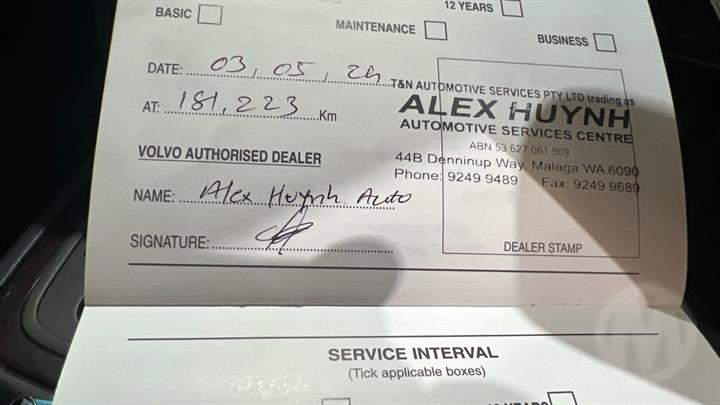 12 YEARS
BASIC
MAINTENANCE
BUSINESS
DATE: 03, 05, 24
T&N AUTOMOTIVE SERVICES PTY LTD trading as
AT: 181,223 Km
ALEX HUYNH
AUTOMOTIVE SERVICES CENTRE
ABN 53 627 061 509
VOLVO AUTHORISED DEALER
44B Denninup Way, Malaga WA 6090
Phone: 9249 9489 Fax: 9249 9689
NAME: Alex Huynh Auto
SIGNATURE:
DEALER STAMP
SERVICE INTERVAL
(Tick applicable boxes)